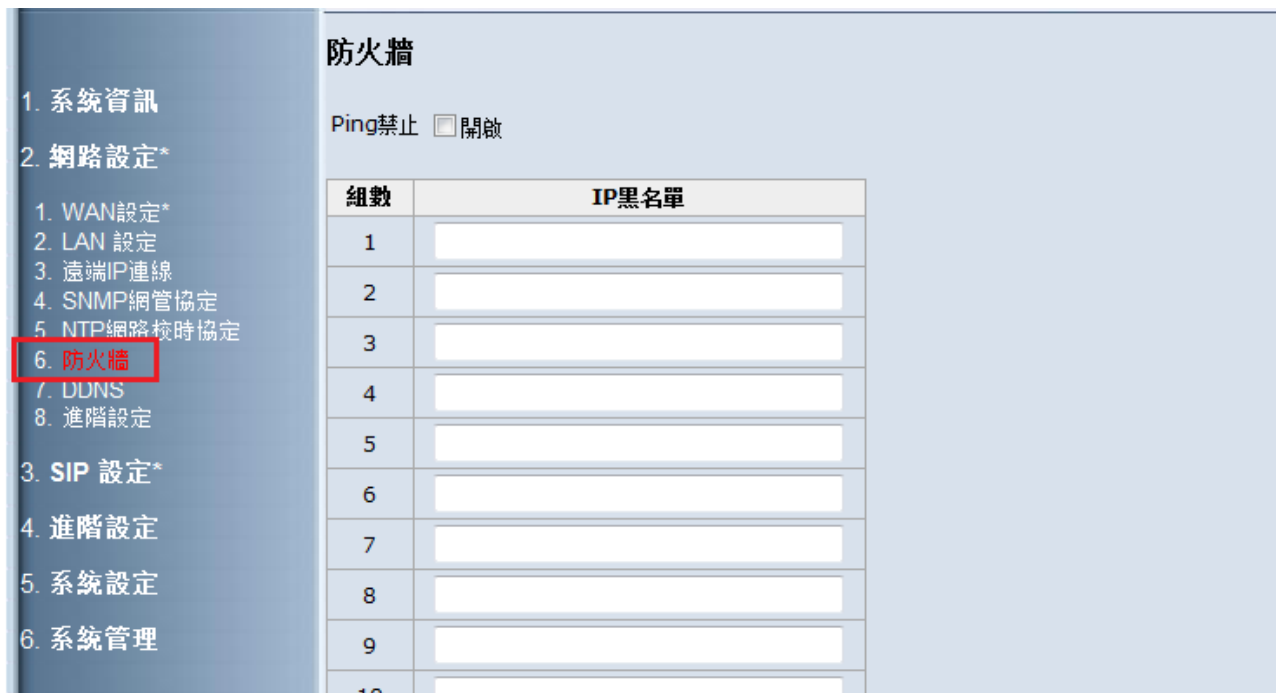 1. 系統資訊
2. 網路設定*
1. WAN設定*
2. LAN 設定
3. 遠端IP連線
4. SNMP網管協定
5. NTP網路校時協定
6. 防火牆
7. DDNS
8. 進階設定
3. SIP 設定*
4. 進階設定
5. 系統設定
6. 系統管理
防火牆
Ping禁止 開啟
組數 IP黑名單
1
2
3
4
5
6
7
8
9
10